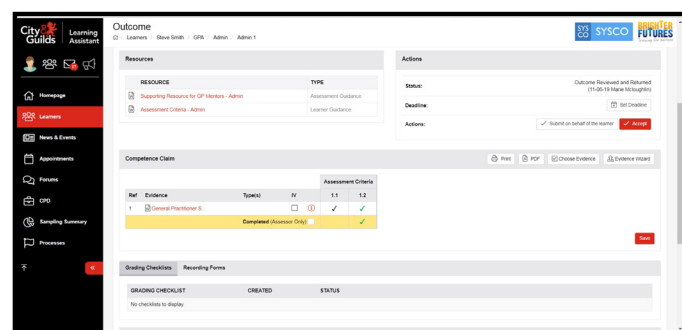 City& Guilds
Learning Assistant
Outcome
Learners / Steve Smith / GPA / Admin / Admin 1
SYS CO SYSCO
BRIGHTER FUTURES
Homepage
Learners
News & Events
Appointments
Forums
CPD
Sampling Summary
Processes
Resources
RESOURCE TYPE
Supporting Resource for GP Mentors - Admin Assessment Guidance
Assessment Criteria - Admin Learner Guidance
Actions
Status: Outcome Reviewed and Returned
(11-06-19 Marie Mcloughlin)
Deadline: Set Deadline
Actions: Submit on behalf of the learner Accept
Competence Claim Print PDF Choose Evidence Evidence Wizard
Assessment Criteria
Ref Evidence Type(s) IV 1.1 1.2
1 General Practitioner S...
Completed (Assessor Only)
Save
Grading Checklists Recording Forms
GRADING CHECKLIST CREATED STATUS
No checklists to display.